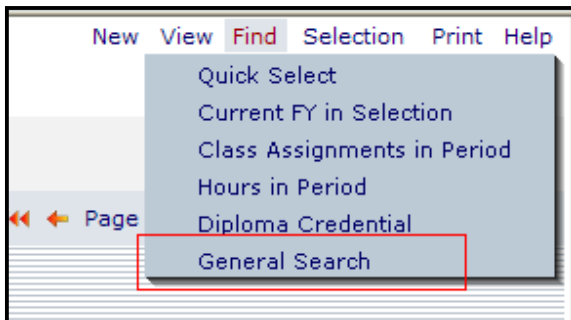 New View Find Selection Print Help
Quick Select
Current FY in Selection
Class Assignments in Period
Hours in Period
Page
Diploma Credential
General Search